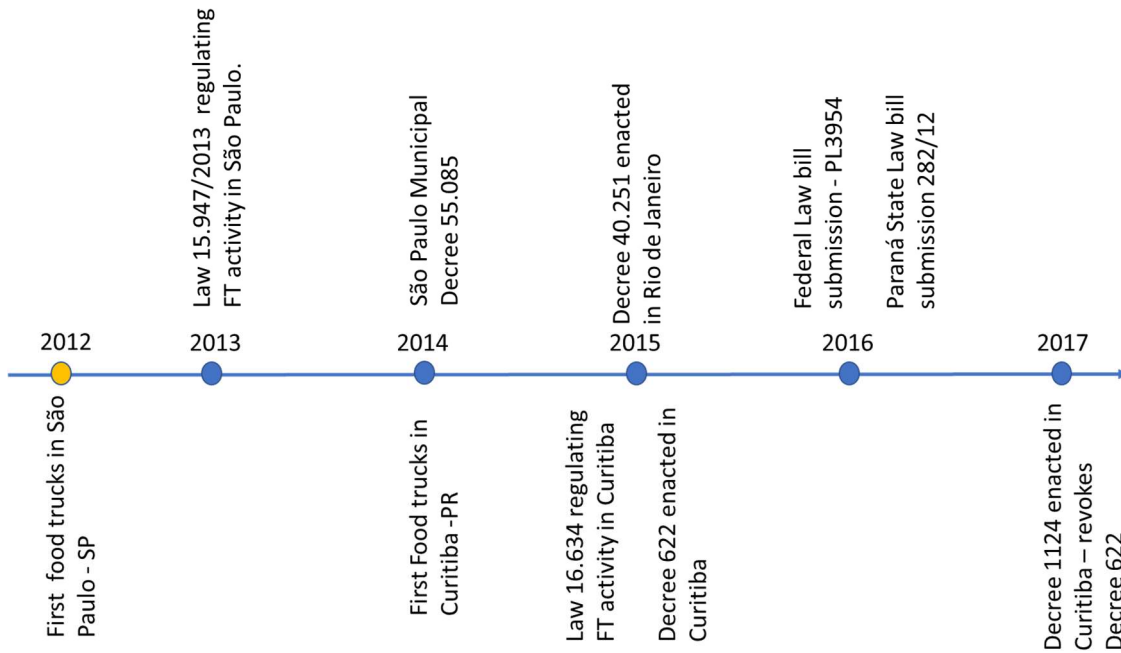 Law 15.947/2013 regulating
FT activity in São Paulo.
São Paulo Municipal
Decree 55.085
Decree 40.251 enacted
in Rio de Janeiro
Federal Law bill
submission - PL3954
Paraná State Law bill
submission 282/12
2012
2013
2014
2015
2016
2017
First food trucks in São
Paulo - SP
First Food trucks in
Curitiba -PR
Law 16.634 regulating
FT activity in Curitiba
Decree 622 enacted in
Curitiba
Decree 1124 enacted in
Curitiba – revokes
Decree 622